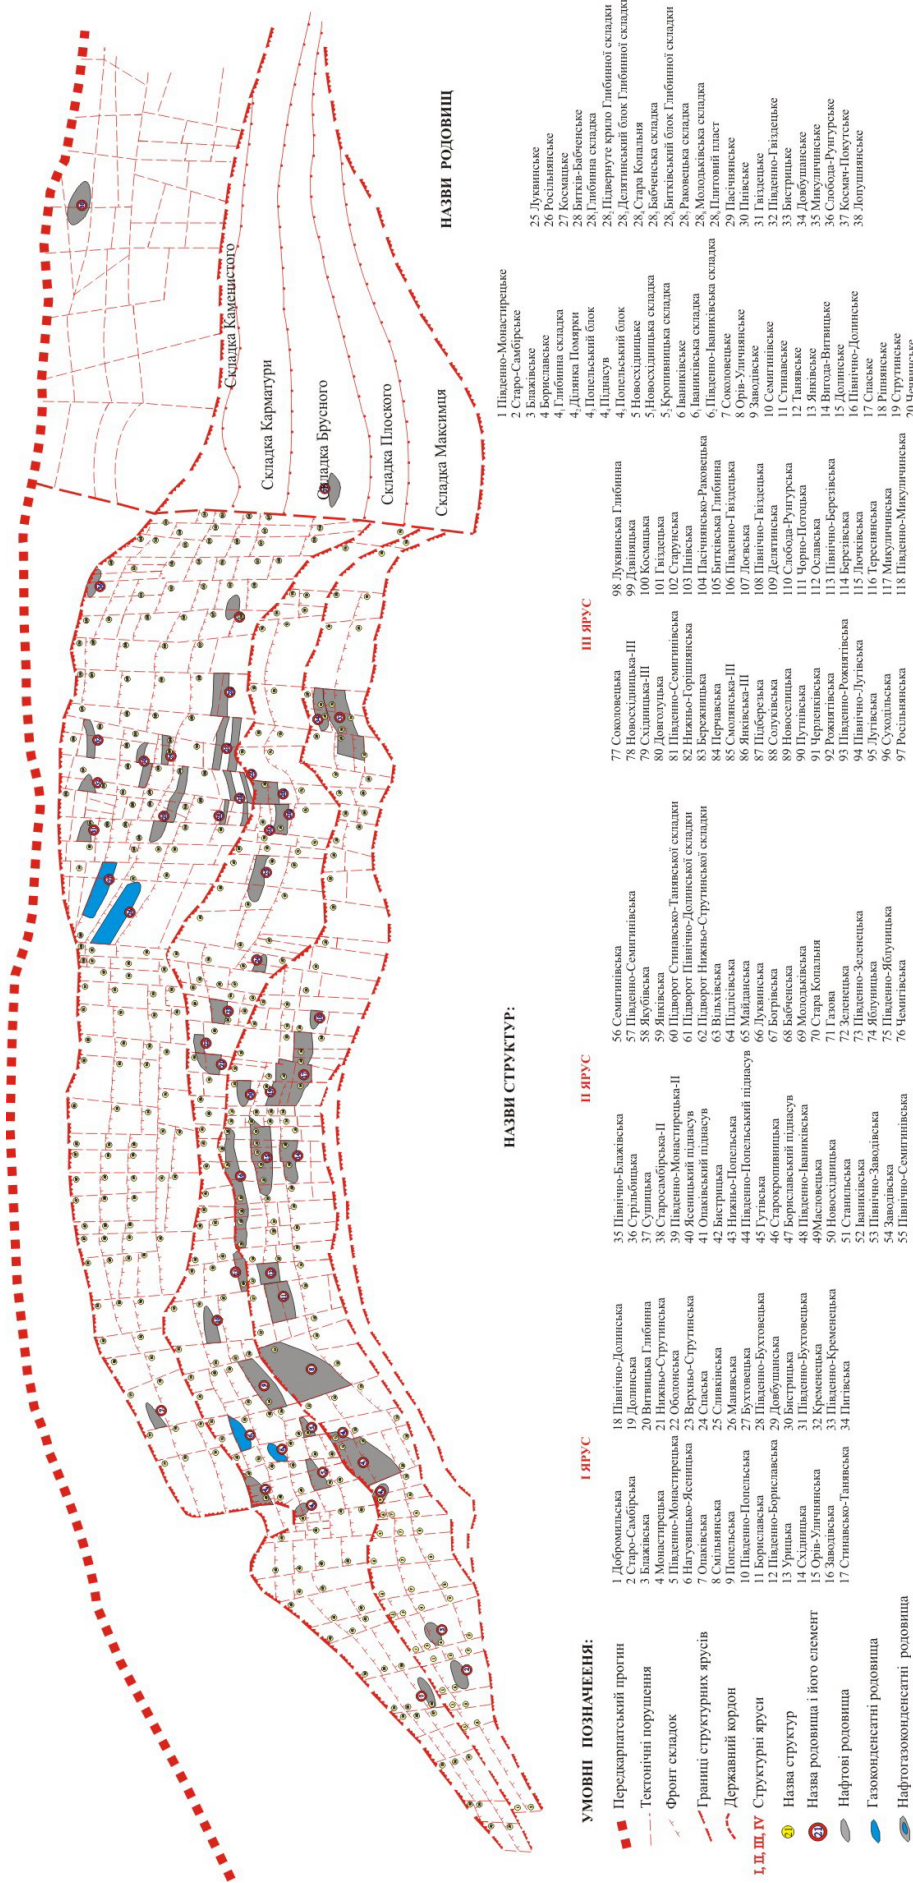 Складка Каменистого
Складка Карматури
Складка Брусного
Складка Плоского
Складка Максимця
НАЗВИ РОДОВИЩ
1 Південно-Монастирецьке
2 Старо-Самбірське
3 Блажівське
4 Бориславське
4, Глибинна складка
4, Ділянка Помярки
4, Попельський блок
4, Піднасув
4, Попельський блок
5 Новосхідницьке
5,Новосхідницька складка
5, Кропивницька складка
6 Іваниківське
6, Іваниківська складка
6, Південно-Іваниківська складка
7 Соколовецьке
8 Орів-Уличнянське
9 Заводівське
10 Семигинівське
11 Стинавське
12 Танявське
13 Янківське
14 Вигода-Витвицьке
15 Долинське
16 Північно-Долинське
17 Спаське
18 Ріпнянське
19 Струтинське
20 Чечвинське
25 Луквинське
26 Росільнянське
27 Космацьке
28 Битків-Бабченське
28,Глибинна складка
28, Підвернуте крило Глибинної складки
28, Делятинський блок Глибинної складки
28, Стара Копальня
28, Бабченська складка
28, Битківський блок Глибинної складки
28, Раковецька складка
28, Молодьківська складка
28, Плитовий пласт
29 Пасічнянське
30 Пнівське
31 Гвіздецьке
32 Південно-Гвіздецьке
33 Бистрицьке
34 Довбушанське
35 Микуличинське
36 Слобода-Рунгурське
37 Космач-Покутське
38 Лопушнянське
НАЗВИ СТРУКТУР:
І ЯРУС
1 Добромильська
2 Старо-Самбірська
3 Блажівська
4 Монастирецька
5 Південно-Монастирецька
6 Нагуевицько-Ясеницька
7 Опаківська
8 Смільнянська
9 Попельська
10 Південно-Попельська
11 Бориславська
12 Південно-Бориславська
13 Урицька
14 Східницька
15 Орів-Уличнянська
16 Заводівська
17 Стинавсько-Танявська
18 Північно-Долинська
19 Долинська
20 Витвицька Глибинна
21 Нижньо-Струтинська
22 Оболонська
23 Верхньо-Струтинська
24 Спаська
25 Сливкінська
26 Манявська
27 Бухтовецька
28 Південно-Бухтовецька
29 Довбушанська
30 Бистрицька
31 Південно-Бухтовецька
32 Кременецька
33 Південно-Кременецька
34 Пигівська
ІІ ЯРУС
35 Північно-Блажівська
36 Стрільбицька
37 Сушицька
38 Старосамбірська-ІІ
39 Південно-Монастирецька-ІІ
40 Ясеницький піднасув
41 Опаківський піднасув
42 Бистрицька
43 Нижньо-Попельська
44 Південно-Попельський піднасув
45 Гутівська
46 Старокропивницька
47 Бориславський піднасув
48 Південно-Іваниківська
49Масловецька
50 Новосхідницька
51 Станильська
52 Іваниківська
53 Північно-Заводівська
54 Заводівська
55 Північно-Семигинівська
56 Семигинівська
57 Південно-Семигинівська
58 Якубівська
59 Янківська
60 Підворот Стинавсько-Танявської складки
61 Підворот Північно-Долинської складки
62 Підворот Нижньо-Струтинської складки
63 Вільхівська
64 Підлісівська
65 Майданська
66 Луквинська
67 Богрівська
68 Бабченська
69 Молодьківська
70 Стара Копальня
71 Газова
72 Зеленецька
73 Південно-Зеленецька
74 Яблуницька
75 Південно-Яблуницька
76 Чемигівська
ІІІ ЯРУС
77 Соколовецька
78 Новосхідницька-ІІІ
79 Східницька-ІІІ
80 Довголуцька
81 Південно-Семигинівська
82 Нижньо-Горішнянська
83 Бережницька
84 Перчавська
85 Смолянська-ІІІ
86 Янківська-ІІІ
87 Підберезька
88 Солуківська
89 Новоселицька
90 Путнівська
91 Черленківська
92 Рожнятівська
93 Південно-Рожнятівська
94 Північно-Лугівська
95 Лугівська
96 Суходільська
97 Росільнянська
98 Луквинська Глибинна
99 Дзвіняцька
100 Космацька
101 Гвіздецька
102 Старунська
103 Пнівська
104 Пасічнянсько-Раковецька
105 Битківська Глибинна
106 Південно-Гвіздецька
107 Лоєвська
108 Північно-Гвіздецька
109 Делятинська
110 Слобода-Рунгурська
111 Чорно-Потоцька
112 Ославська
113 Північно-Березівська
114 Березівська
115 Лючківська
116 Тереснянська
117 Микуличинська
118 Південно-Микуличинська
УМОВНІ ПОЗНАЧЕЕНЯ:
Передкарпатський прогин
Тектонічні порушення
Фронт складок
Границі структурних ярусів
Державний кордон
І, ІІ, ІІІ, ІV Структурні яруси
21 Назва структур
21 Назва родовища і його елемент
Нафтові родовища
Газоконденсатні родовища
Нафтогазоконденсатні родовища